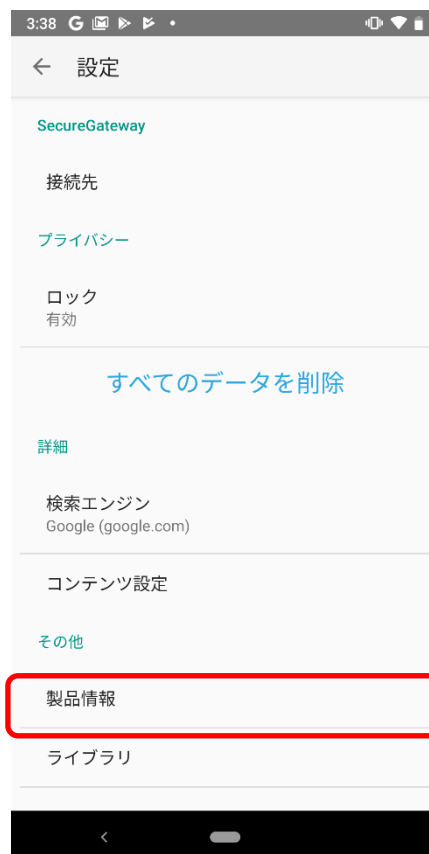 3:38
設定
SecureGateway
接続先
プライバシー
ロック
有効
すべてのデータを削除
詳細
検索エンジン
Google (google.com)
コンテンツ設定
その他
製品情報
ライブラリ